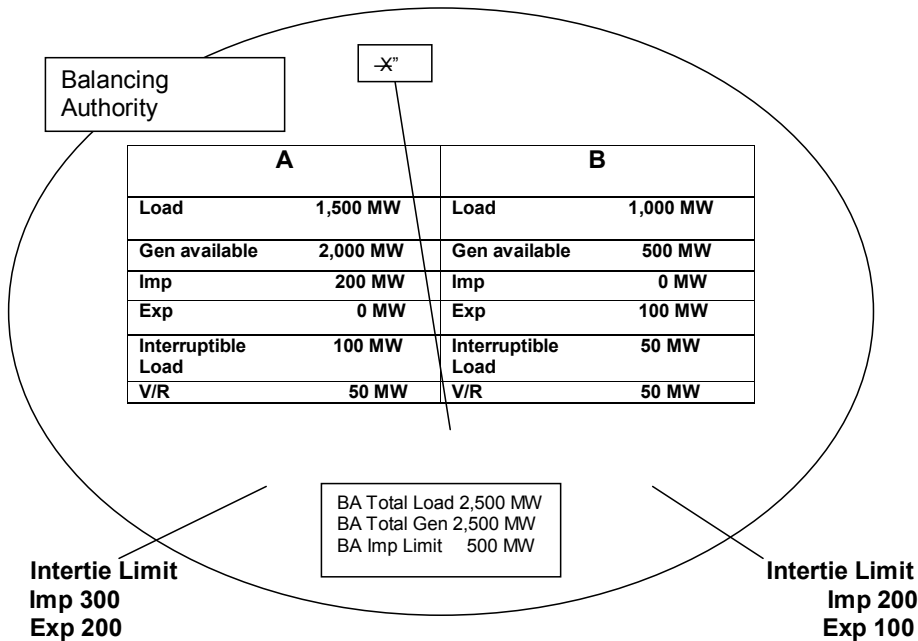 Balancing
Authority
X”
A B
Load 1,500 MW Load 1,000 MW
Gen available 2,000 MW Gen available 500 MW
Imp 200 MW Imp 0 MW
Exp 0 MW Exp 100 MW
Interruptible 100 MW Interruptible 50 MW
Load Load
V/R 50 MW V/R 50 MW
BA Total Load 2,500 MW
BA Total Gen 2,500 MW
BA Imp Limit 500 MW
Intertie Limit
Imp 300
Exp 200
Intertie Limit
Imp 200
Exp 100